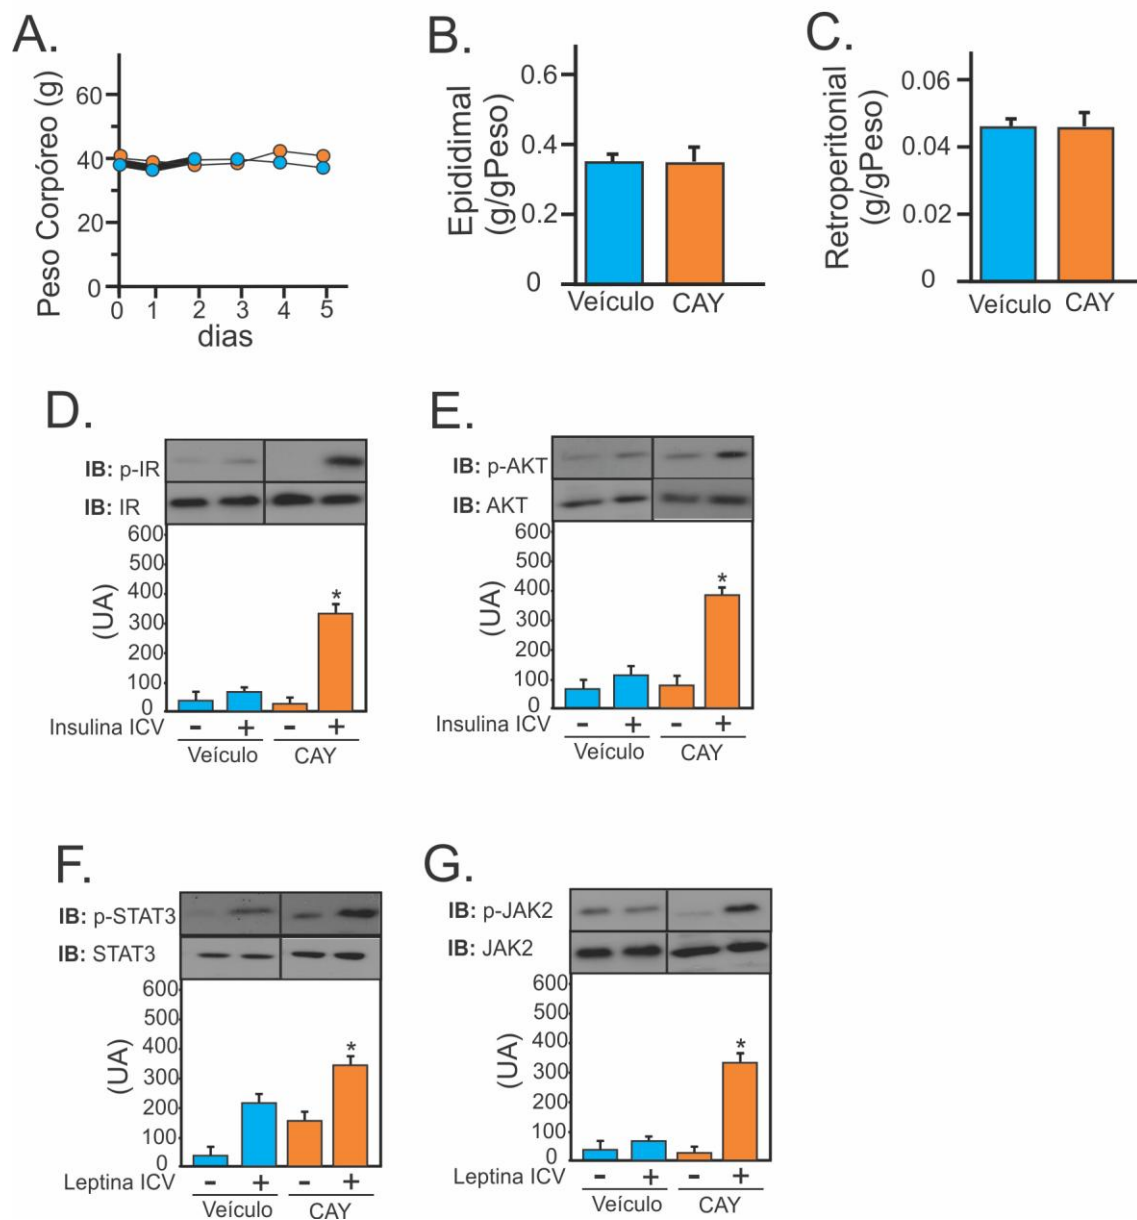 A.
Peso Corpóreo (g)
60
40
20
0
0 1 2 3 4 5
dias
B.
Epididimal
(g/gPeso)
0.6
0.4
0.2
0
Veículo CAY
C.
Retroperitonial
(g/gPeso)
0.06
0.04
0.02
0
Veículo CAY
D.
IB: p-IR
IB: IR
(UA)
600
500
400
300
200
100
0
*
Insulina ICV - + - +
Veículo CAY
E.
IB: p-AKT
IB: AKT
(UA)
600
500
400
300
200
100
0
*
Insulina ICV - + - +
Veículo CAY
F.
IB: p-STAT3
IB: STAT3
(UA)
600
500
400
300
200
100
0
*
Leptina ICV - + - +
Veículo CAY
G.
IB: p-JAK2
IB: JAK2
(UA)
600
500
400
300
200
100
0
*
Leptina ICV - + - +
Veículo CAY